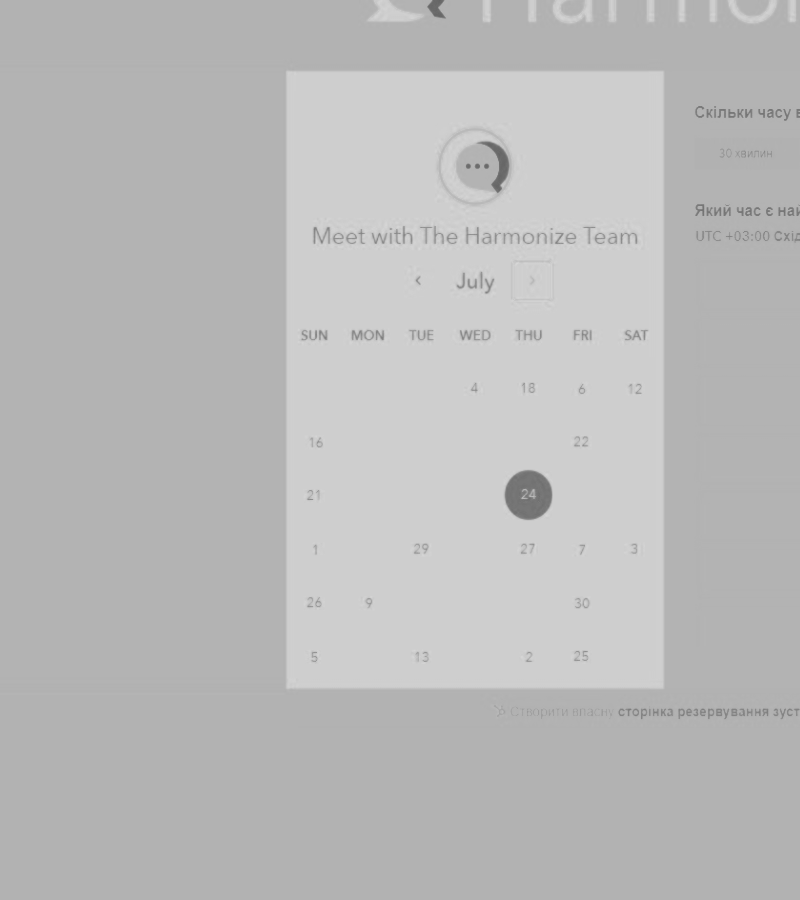 Harmoni
Скільки часу в
30 хвилин
Який час є най
UTC +03:00 Схід
Meet with The Harmonize Team
July
SUN MON TUE WED THU FRI SAT
4 18 6 12
16 22
21 24
1 29 27 7 3
26 9 30
5 13 2 25
Створити власну сторінка резервування зуст